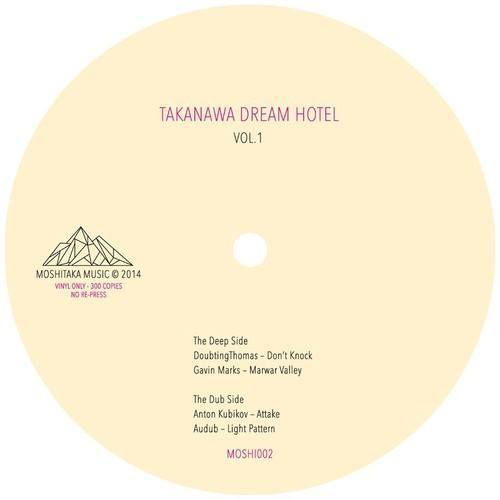 TAKANAWA DREAM HOTEL
VOL.1
MOSHITAKA MUSIC © 2014
VINYL ONLY - 300 COPIES
NO RE-PRESS
The Deep Side
DoubtingThomas – Don't Knock
Gavin Marks – Marwar Valley
The Dub Side
Anton Kubikov – Attake
Audub – Light Pattern
MOSHI002